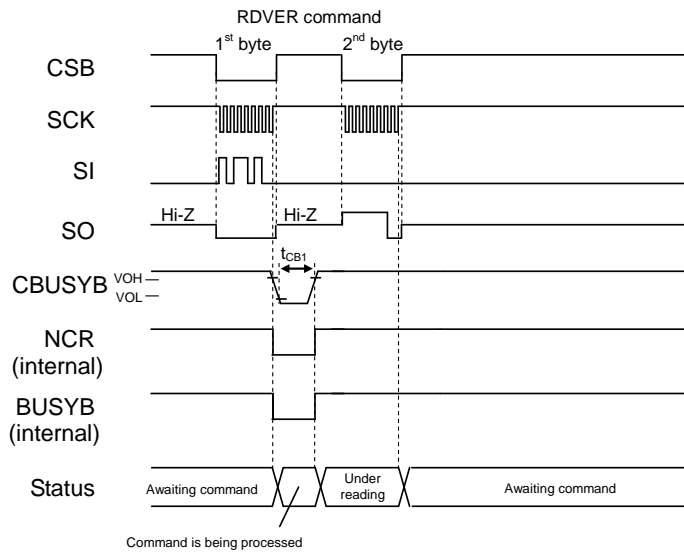 RDVER command
1st byte
2nd byte
CSB
SCK
SI
SO
Hi-Z
Hi-Z
tCB1
CBUSYB
VOH
VOL
NCR
(internal)
BUSYB
(internal)
Status
Awaiting command
Under
reading
Awaiting command
Command is being processed